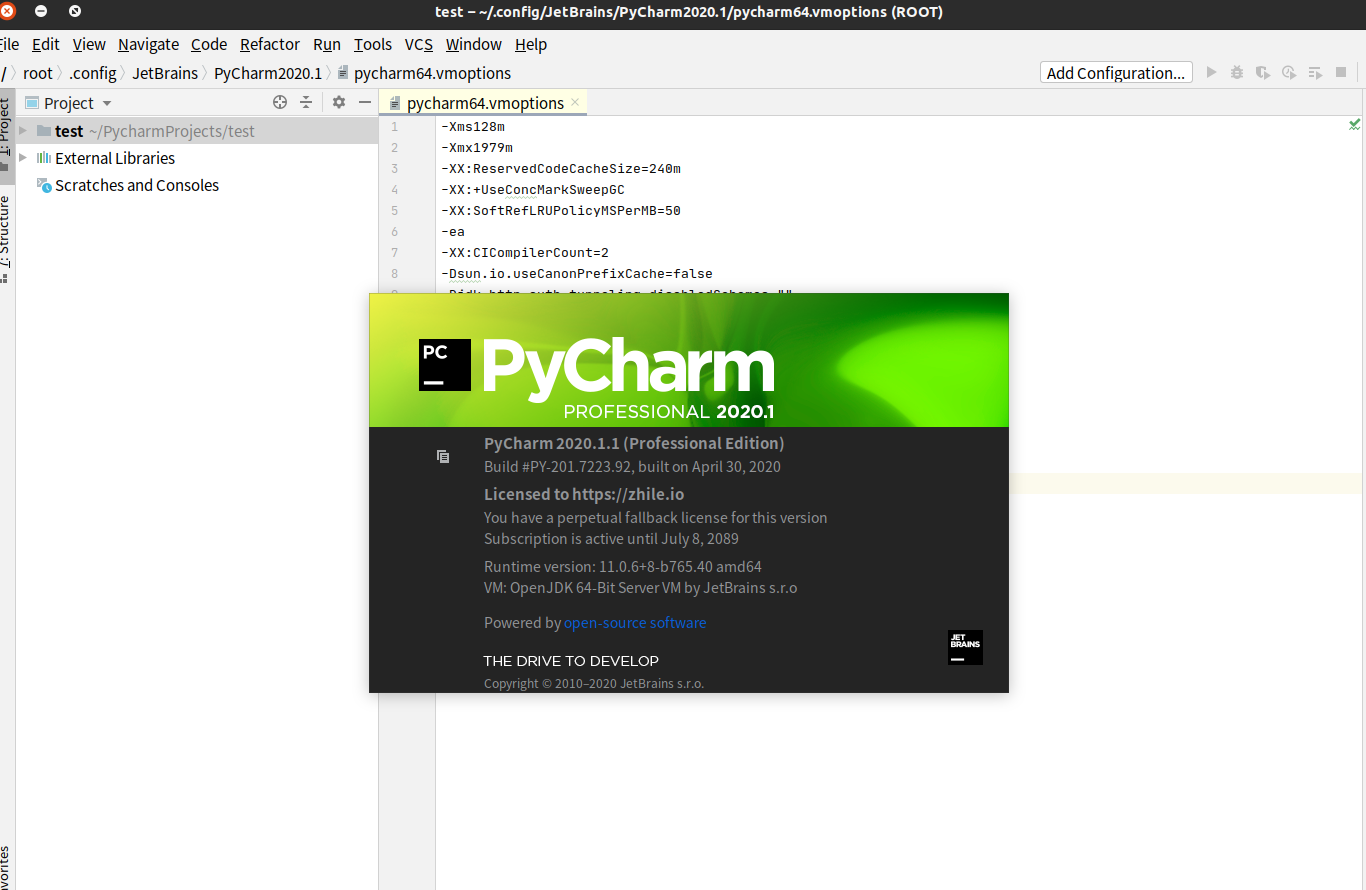 test – ~/.config/JetBrains/PyCharm2020.1/pycharm64.vmoptions (ROOT)
File Edit View Navigate Code Refactor Run Tools VCS Window Help
/ root .config JetBrains PyCharm2020.1 pycharm64.vmoptions Add Configuration...
1: Project
Project
pycharm64.vmoptions
test ~/PycharmProjects/test
External Libraries
Scratches and Consoles
7: Structure
avorites
1 -Xms128m
2 -Xmx1979m
3 -XX:ReservedCodeCacheSize=240m
4 -XX:+UseConcMarkSweepGC
5 -XX:SoftRefLRUPolicyMSPerMB=50
6 -ea
7 -XX:CICompilerCount=2
8 -Dsun.io.useCanonPrefixCache=false
9 -Djdk.http.auth.tunneling.disabledSchemes=""
PC
PyCharm
PROFESSIONAL 2020.1
PyCharm 2020.1.1 (Professional Edition)
Build #PY-201.7223.92, built on April 30, 2020
Licensed to https://zhile.io
You have a perpetual fallback license for this version
Subscription is active until July 8, 2089
Runtime version: 11.0.6+8-b765.40 amd64
VM: OpenJDK 64-Bit Server VM by JetBrains s.r.o
Powered by open-source software
JET
BRAINS
THE DRIVE TO DEVELOP
Copyright © 2010–2020 JetBrains s.r.o.